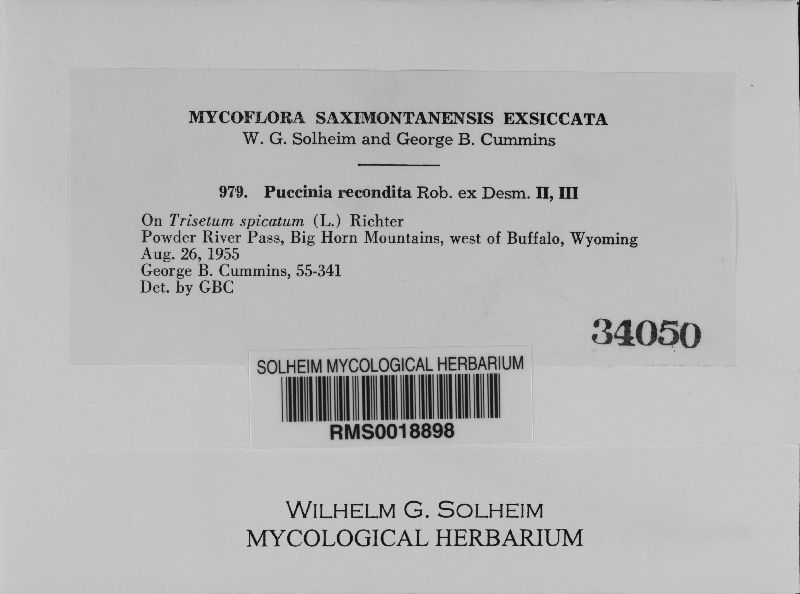 MYCOFLORA SAXIMONTANENSIS EXSICCATA
W. G. Solheim and George B. Cummins
979. Puccinia recondita Rob. ex Desm. II, III
On Trisetum spicatum (L.) Richter
Powder River Pass, Big Horn Mountains, west of Buffalo, Wyoming
Aug. 26, 1955
George B. Cummins, 55-341
Det. by GBC
34050
SOLHEIM MYCOLOGICAL HERBARIUM
RMS0018898
WILHELM G. SOLHEIM
MYCOLOGICAL HERBARIUM